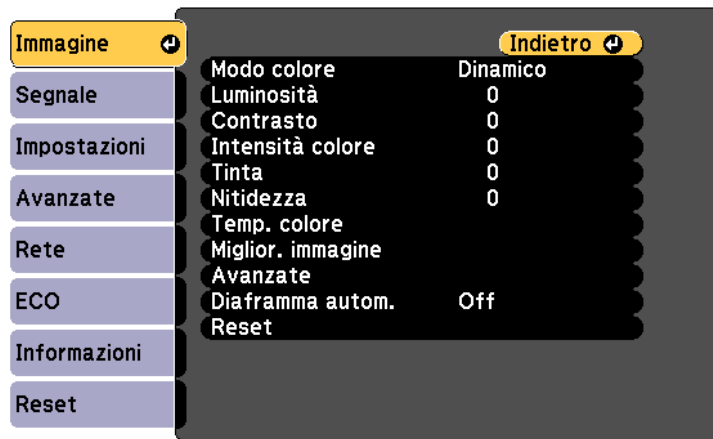 Immagine
Segnale
Impostazioni
Avanzate
Rete
ECO
Informazioni
Reset
Indietro
Modo colore Dinamico
Luminosità 0
Contrasto 0
Intensità colore 0
Tinta 0
Nitidezza 0
Temp. colore
Miglior. immagine
Avanzate
Diaframma autom. Off
Reset